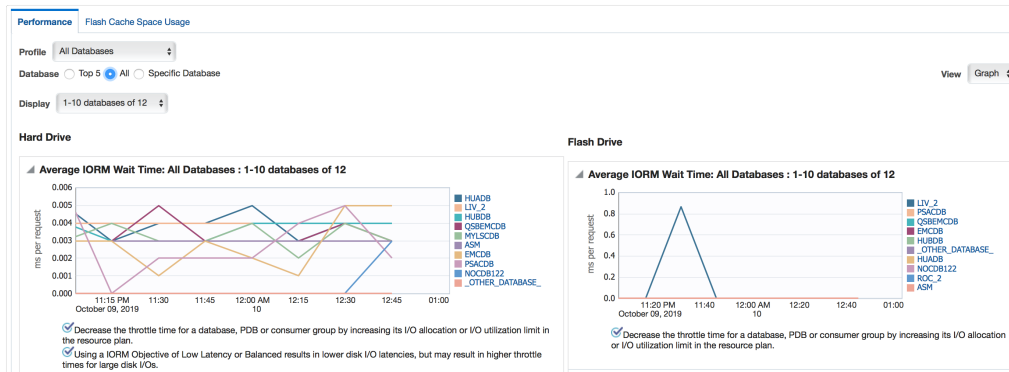 Performance
Flash Cache Space Usage
Profile All Databases
Database Top 5 All Specific Database
View Graph
Display 1-10 databases of 12
Hard Drive
Average IORM Wait Time: All Databases : 1-10 databases of 12
ms per request
0.006
0.005
0.004
0.003
0.002
0.001
0.000
11:15 PM 11:30 11:45 12:00 AM 12:15 12:30 12:45 01:00
October 09, 2019 10
HUADB
LIV_2
HUBDB
QSBEMCDB
MYLSCDB
ASM
EMCDB
PSACDB
NOCDB122
_OTHER_DATABASE_
Decrease the throttle time for a database, PDB or consumer group by increasing its I/O allocation or I/O utilization limit in
the resource plan.
Using a IORM Objective of Low Latency or Balanced results in lower disk I/O latencies, but may result in higher throttle
times for large disk I/Os.
Flash Drive
Average IORM Wait Time: All Databases : 1-10 databases of 12
ms per request
1.0
0.8
0.6
0.4
0.2
0.0
11:20 PM 11:40 12:00 AM 12:20 12:40 01:00
October 09, 2019 10
LIV_2
PSACDB
QSBEMCDB
EMCDB
HUBDB
_OTHER_DATABASE_
HUADB
NOCDB122
ROC_2
ASM
Decrease the throttle time for a database, PDB or consumer group by increasing its I/O allocation
or I/O utilization limit in the resource plan.